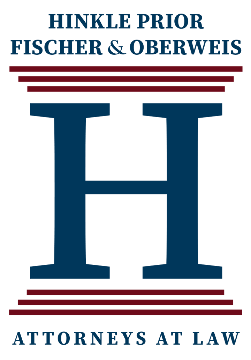 HINKLE PRIOR
FISCHER & OBERWEIS
H
ATTORNEYS AT LAW